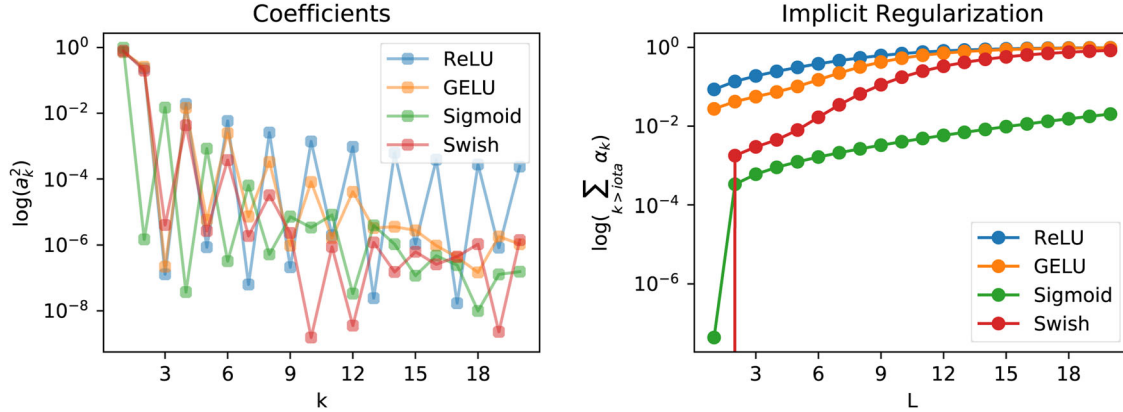 Coefficients
log(a_k^2)
10^0
10^-2
10^-4
10^-6
10^-8
ReLU
GELU
Sigmoid
Swish
3 6 9 12 15 18
k
Implicit Regularization
log( ∑ α_k)
k>iota
10^0
10^-2
10^-4
10^-6
ReLU
GELU
Sigmoid
Swish
3 6 9 12 15 18
L